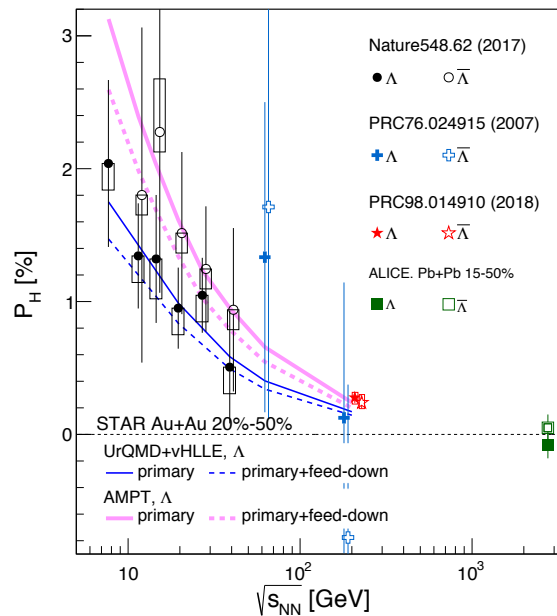 3
2
1
0
P_H [%]
Nature548.62 (2017)
Λ Λ̅
PRC76.024915 (2007)
Λ Λ̅
PRC98.014910 (2018)
Λ Λ̅
ALICE. Pb+Pb 15-50%
Λ Λ̅
STAR Au+Au 20%-50%
UrQMD+vHLLE, Λ
primary primary+feed-down
AMPT, Λ
primary primary+feed-down
10 10² 10³
√s_NN [GeV]